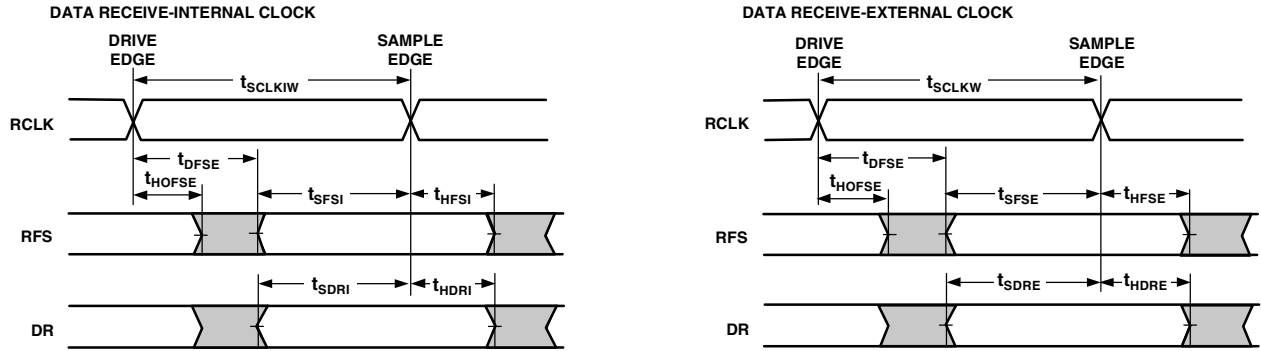 DATA RECEIVE-INTERNAL CLOCK
DRIVE
EDGE
SAMPLE
EDGE
tSCLKIW
RCLK
tDFSE
tHOFSE
tSFSI
tHFSI
RFS
tSDRI
tHDRI
DR
DATA RECEIVE-EXTERNAL CLOCK
DRIVE
EDGE
SAMPLE
EDGE
tSCLKW
RCLK
tDFSE
tHOFSE
tSFSE
tHFSE
RFS
tSDRE
tHDRE
DR